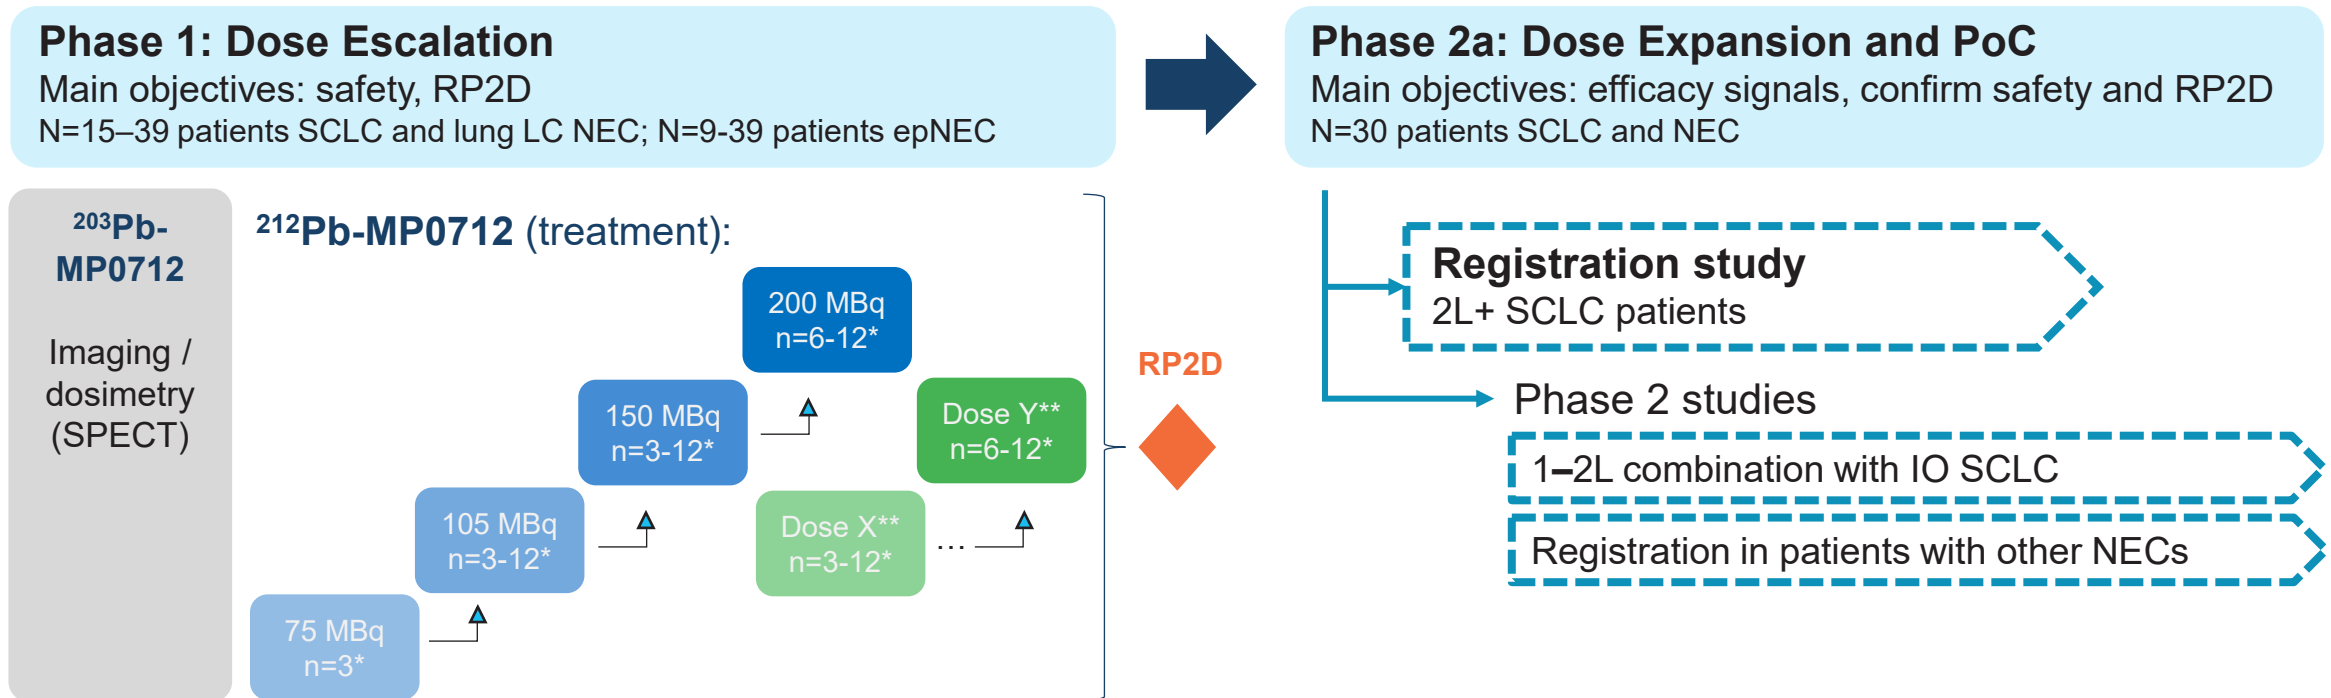 Phase 1: Dose Escalation
Main objectives: safety, RP2D
N=15–39 patients SCLC and lung LC NEC; N=9-39 patients epNEC
Phase 2a: Dose Expansion and PoC
Main objectives: efficacy signals, confirm safety and RP2D
N=30 patients SCLC and NEC
²⁰³Pb-
MP0712
Imaging /
dosimetry
(SPECT)
²¹²Pb-MP0712 (treatment):
75 MBq
n=3*
105 MBq
n=3-12*
150 MBq
n=3-12*
200 MBq
n=6-12*
Dose X**
n=3-12*
...
Dose Y**
n=6-12*
RP2D
Registration study
2L+ SCLC patients
Phase 2 studies
1–2L combination with IO SCLC
Registration in patients with other NECs